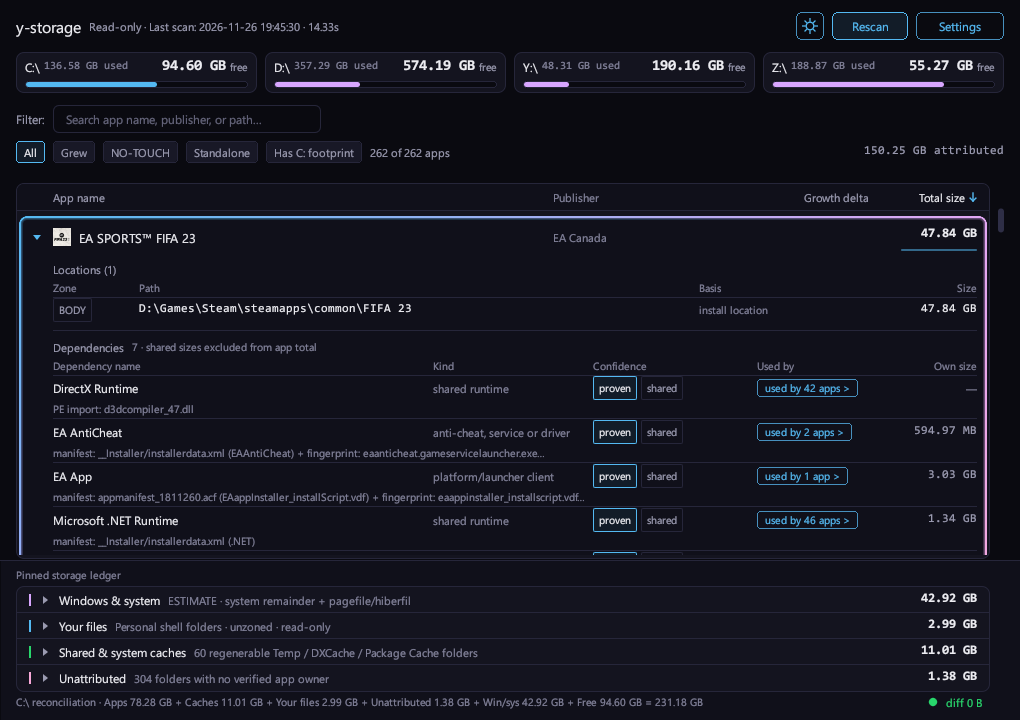 y-storage Read-only · Last scan: 2026-11-26 19:45:30 · 14.33s Rescan Settings
C:\ 136.58 GB used 94.60 GB free D:\ 357.29 GB used 574.19 GB free Y:\ 48.31 GB used 190.16 GB free Z:\ 188.87 GB used 55.27 GB free
Filter: Search app name, publisher, or path...
All Grew NO-TOUCH Standalone Has C: footprint 262 of 262 apps 150.25 GB attributed
App name Publisher Growth delta Total size ↓
EA SPORTS™ FIFA 23 EA Canada 47.84 GB
Locations (1)
Zone Path Basis Size
BODY D:\Games\Steam\steamapps\common\FIFA 23 install location 47.84 GB
Dependencies 7 · shared sizes excluded from app total
Dependency name Kind Confidence Used by Own size
DirectX Runtime shared runtime proven shared used by 42 apps > —
PE import: d3dcompiler_47.dll
EA AntiCheat anti-cheat, service or driver proven shared used by 2 apps > 594.97 MB
manifest: __Installer/installerdata.xml (EAAntiCheat) + fingerprint: eaanticheat.gameservicelauncher.exe...
EA App platform/launcher client proven shared used by 1 app > 3.03 GB
manifest: appmanifest_1811260.acf (EAappInstaller_installScript.vdf) + fingerprint: eaappinstaller_installscript.vdf...
Microsoft .NET Runtime shared runtime proven shared used by 46 apps > 1.34 GB
manifest: __Installer/installerdata.xml (.NET)
Pinned storage ledger
Windows & system ESTIMATE · system remainder + pagefile/hiberfil 42.92 GB
Your files Personal shell folders · unzoned · read-only 2.99 GB
Shared & system caches 60 regenerable Temp / DXCache / Package Cache folders 11.01 GB
Unattributed 304 folders with no verified app owner 1.38 GB
C:\ reconciliation · Apps 78.28 GB + Caches 11.01 GB + Your files 2.99 GB + Unattributed 1.38 GB + Win/sys 42.92 GB + Free 94.60 GB = 231.18 GB diff 0 B